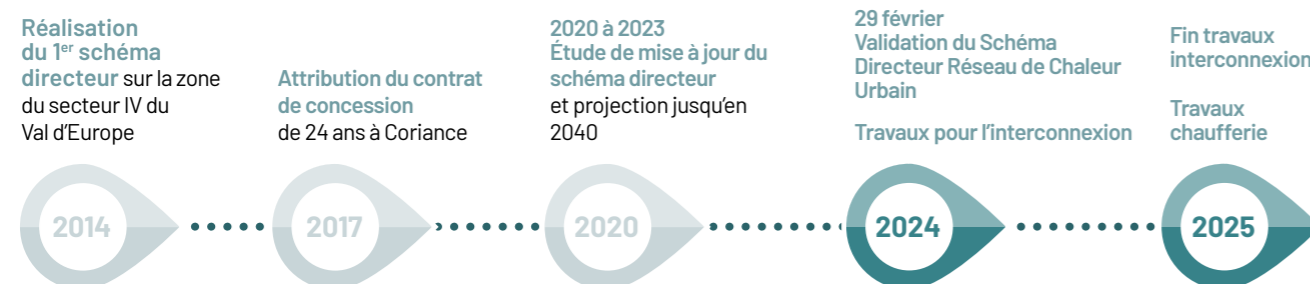 Réalisation
du 1er schéma
directeur sur la zone
du secteur IV du
Val d'Europe
2014
Attribution du contrat
de concession
de 24 ans à Coriance
2017
2020 à 2023
Étude de mise à jour du
schéma directeur
et projection jusqu'en
2040
2020
29 février
Validation du Schéma
Directeur Réseau de Chaleur
Urbain
Travaux pour l'interconnexion
2024
Fin travaux
interconnexion
Travaux
chaufferie
2025